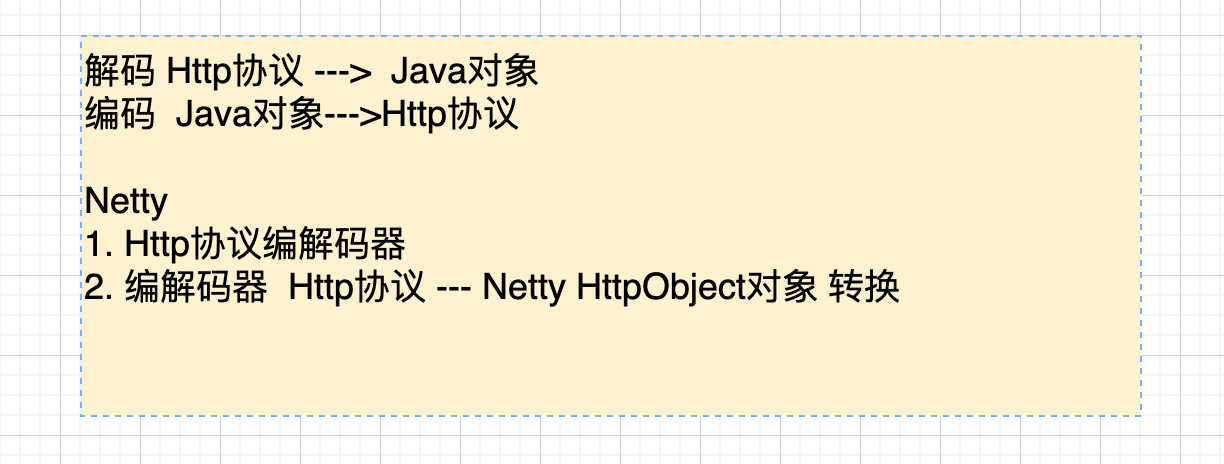 解码 Http协议 ---> Java对象
编码 Java对象--->Http协议
Netty
1. Http协议编解码器
2. 编解码器 Http协议 --- Netty HttpObject对象 转换